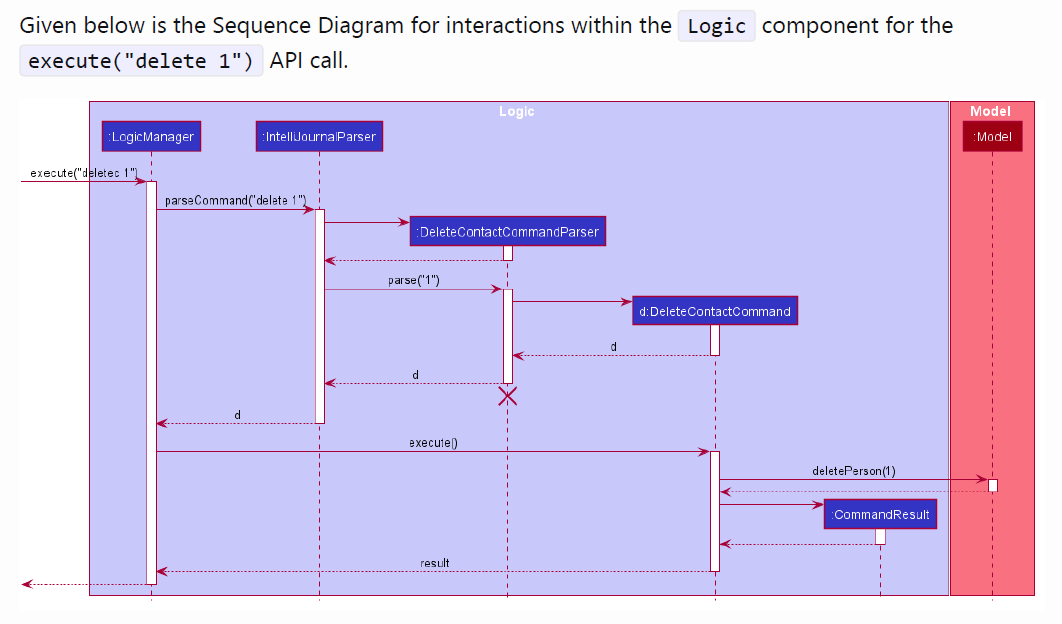 Given below is the Sequence Diagram for interactions within the Logic component for the
execute("delete 1") API call.
Logic
Model
:LogicManager
:IntelliJournalParser
:Model
execute("deletec 1")
parseCommand("delete 1")
:DeleteContactCommandParser
parse("1")
d:DeleteContactCommand
d
d
d
execute()
deletePerson(1)
:CommandResult
result